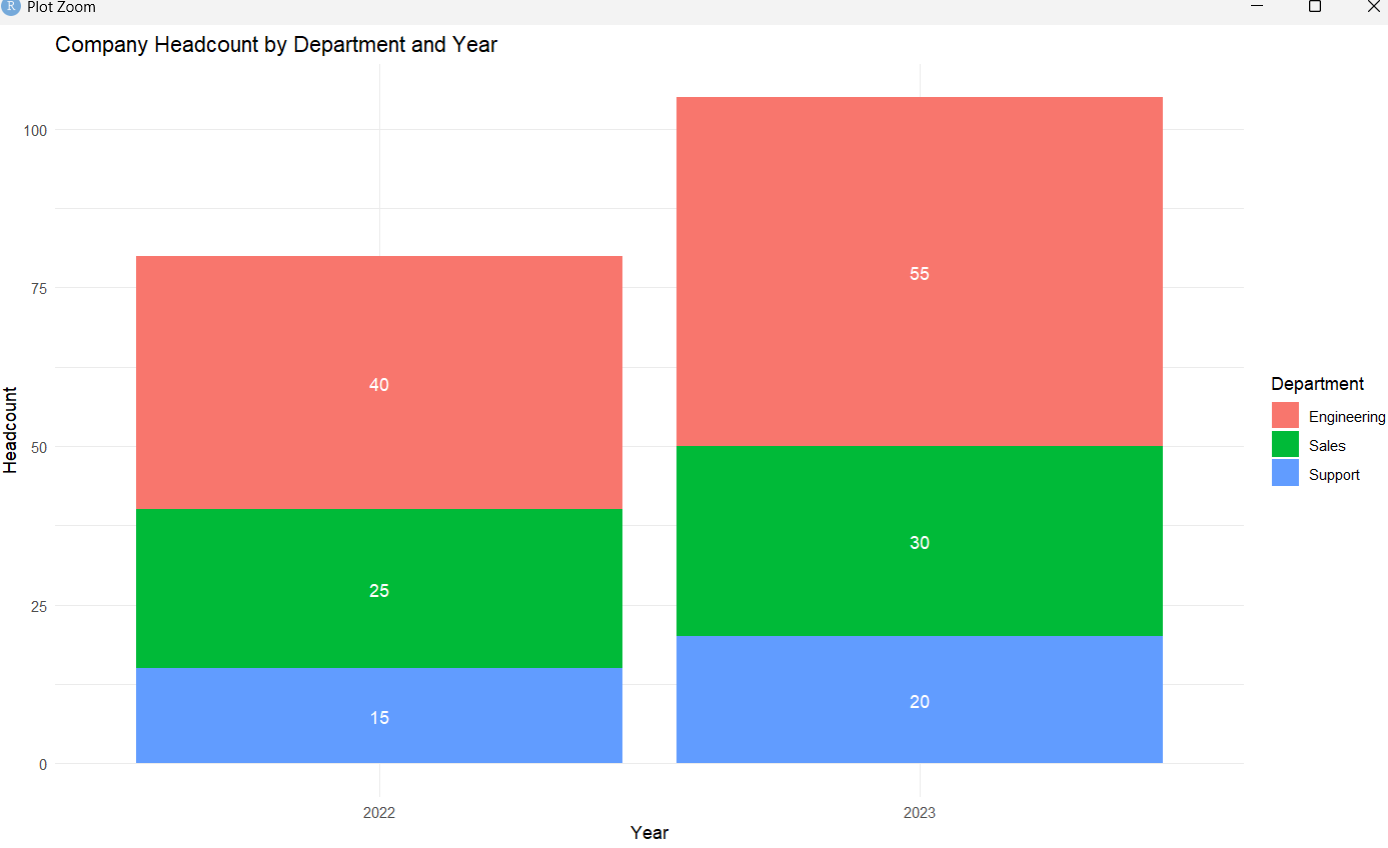 R Plot Zoom
Company Headcount by Department and Year
Headcount
100
75
50
25
0
40
25
15
55
30
20
2022
2023
Year
Department
Engineering
Sales
Support